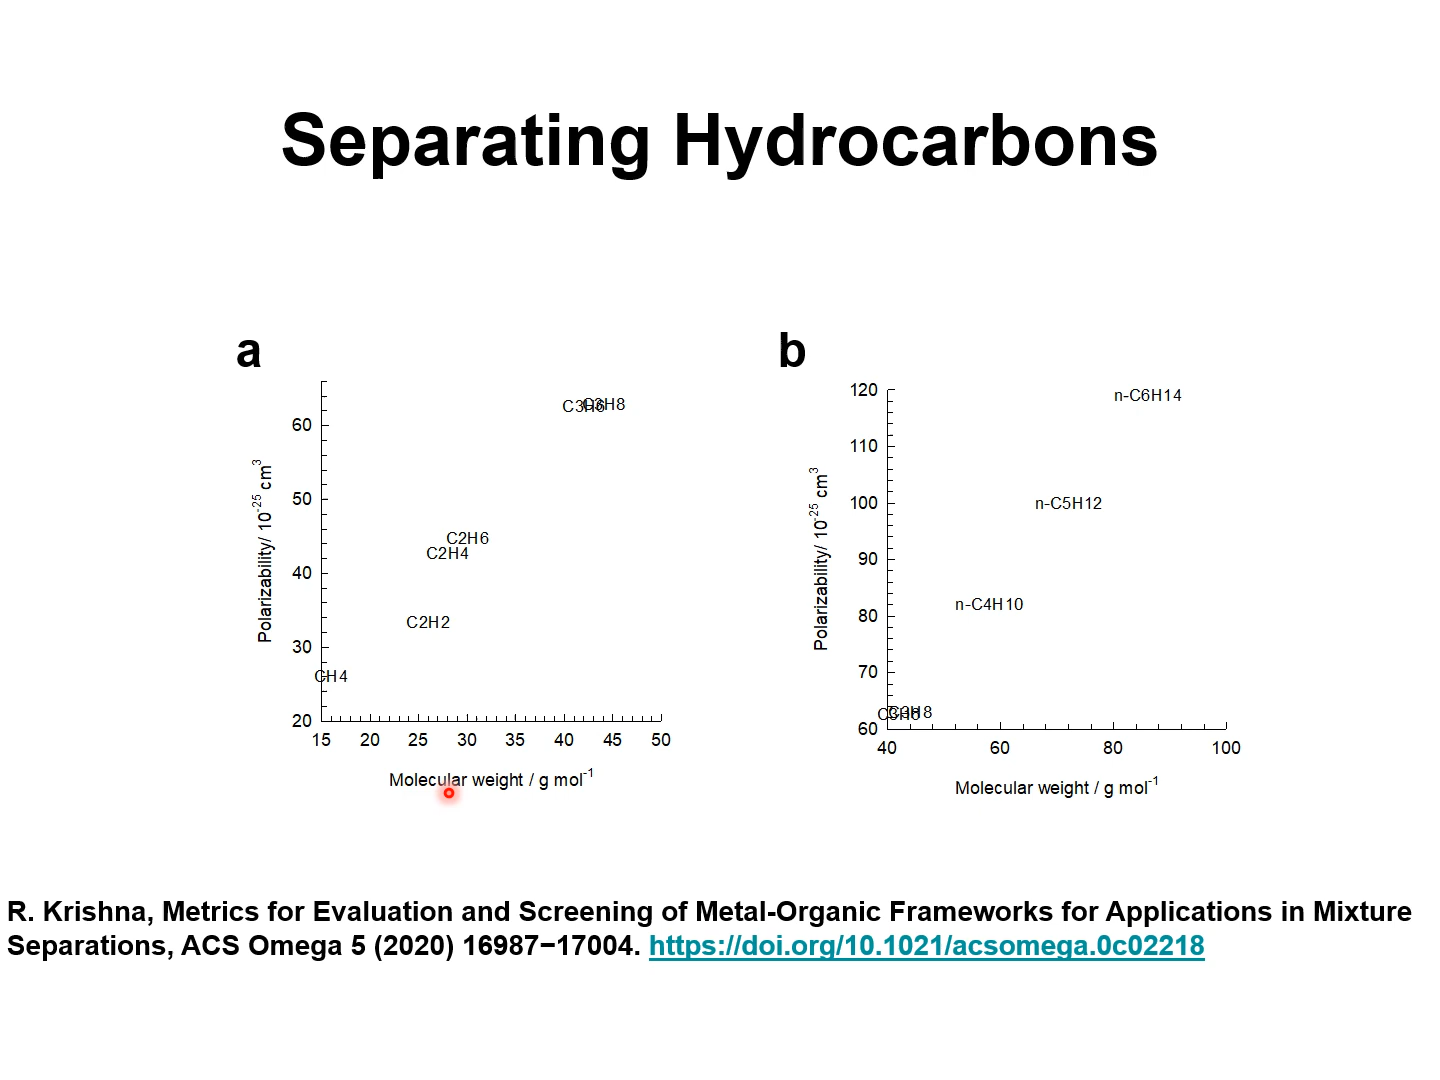 Separating Hydrocarbons
a
60
50
40
30
20
15 20 25 30 35 40 45 50
Polarizability/ 10⁻²⁵ cm³
Molecular weight / g mol⁻¹
C3H6
C3H8
C2H6
C2H4
C2H2
CH4
b
120
110
100
90
80
70
60
40 60 80 100
Polarizability/ 10⁻²⁵ cm³
Molecular weight / g mol⁻¹
n-C6H14
n-C5H12
n-C4H10
C3H6
C3H8
R. Krishna, Metrics for Evaluation and Screening of Metal-Organic Frameworks for Applications in Mixture
Separations, ACS Omega 5 (2020) 16987−17004. https://doi.org/10.1021/acsomega.0c02218